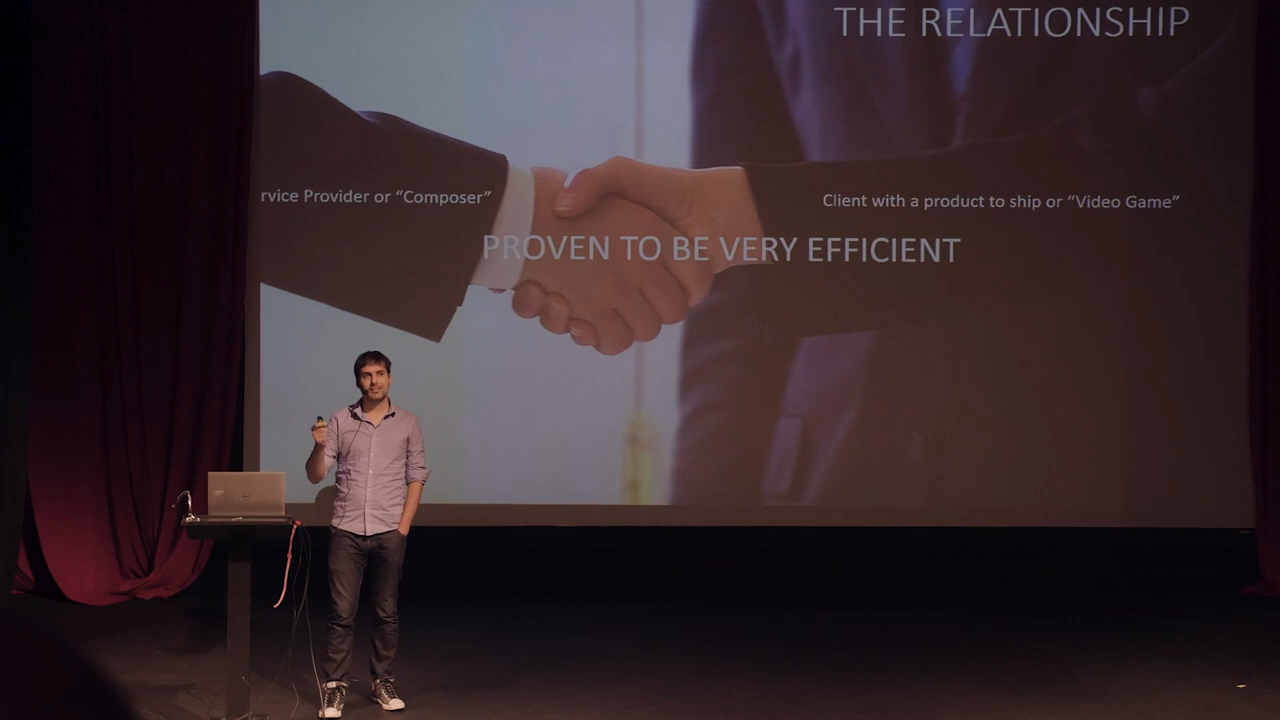 THE RELATIONSHIP
rvice Provider or “Composer”
Client with a product to ship or “Video Game”
PROVEN TO BE VERY EFFICIENT